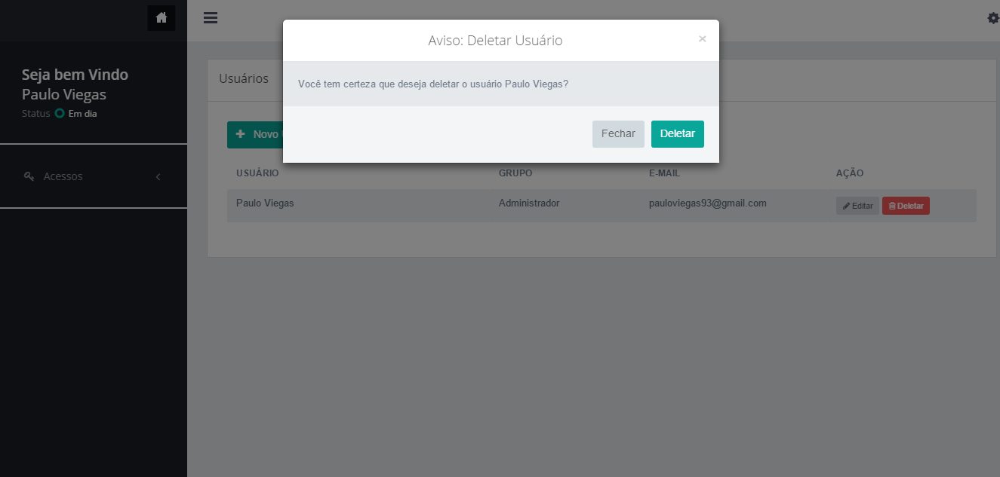 Seja bem Vindo
Paulo Viegas
Status Em dia
Acessos
Aviso: Deletar Usuário ×
Você tem certeza que deseja deletar o usuário Paulo Viegas?
Fechar Deletar
Usuários
Novo
USUÁRIO GRUPO E-MAIL AÇÃO
Paulo Viegas Administrador pauloviegas93@gmail.com Editar Deletar